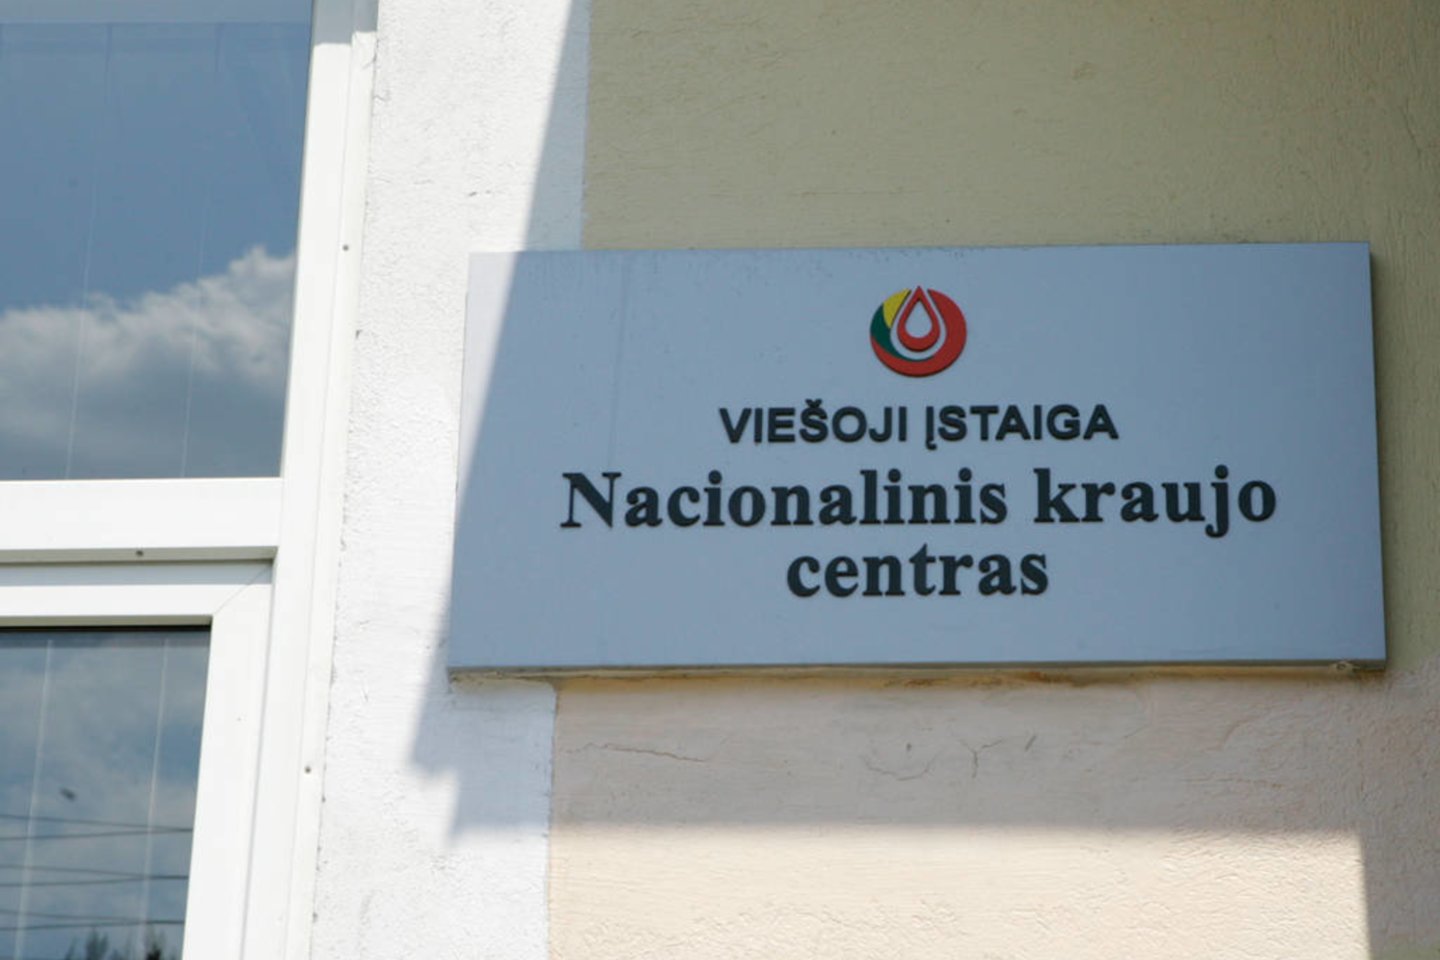 VIEŠOJI ĮSTAIGA
Nacionalinis kraujo
centras